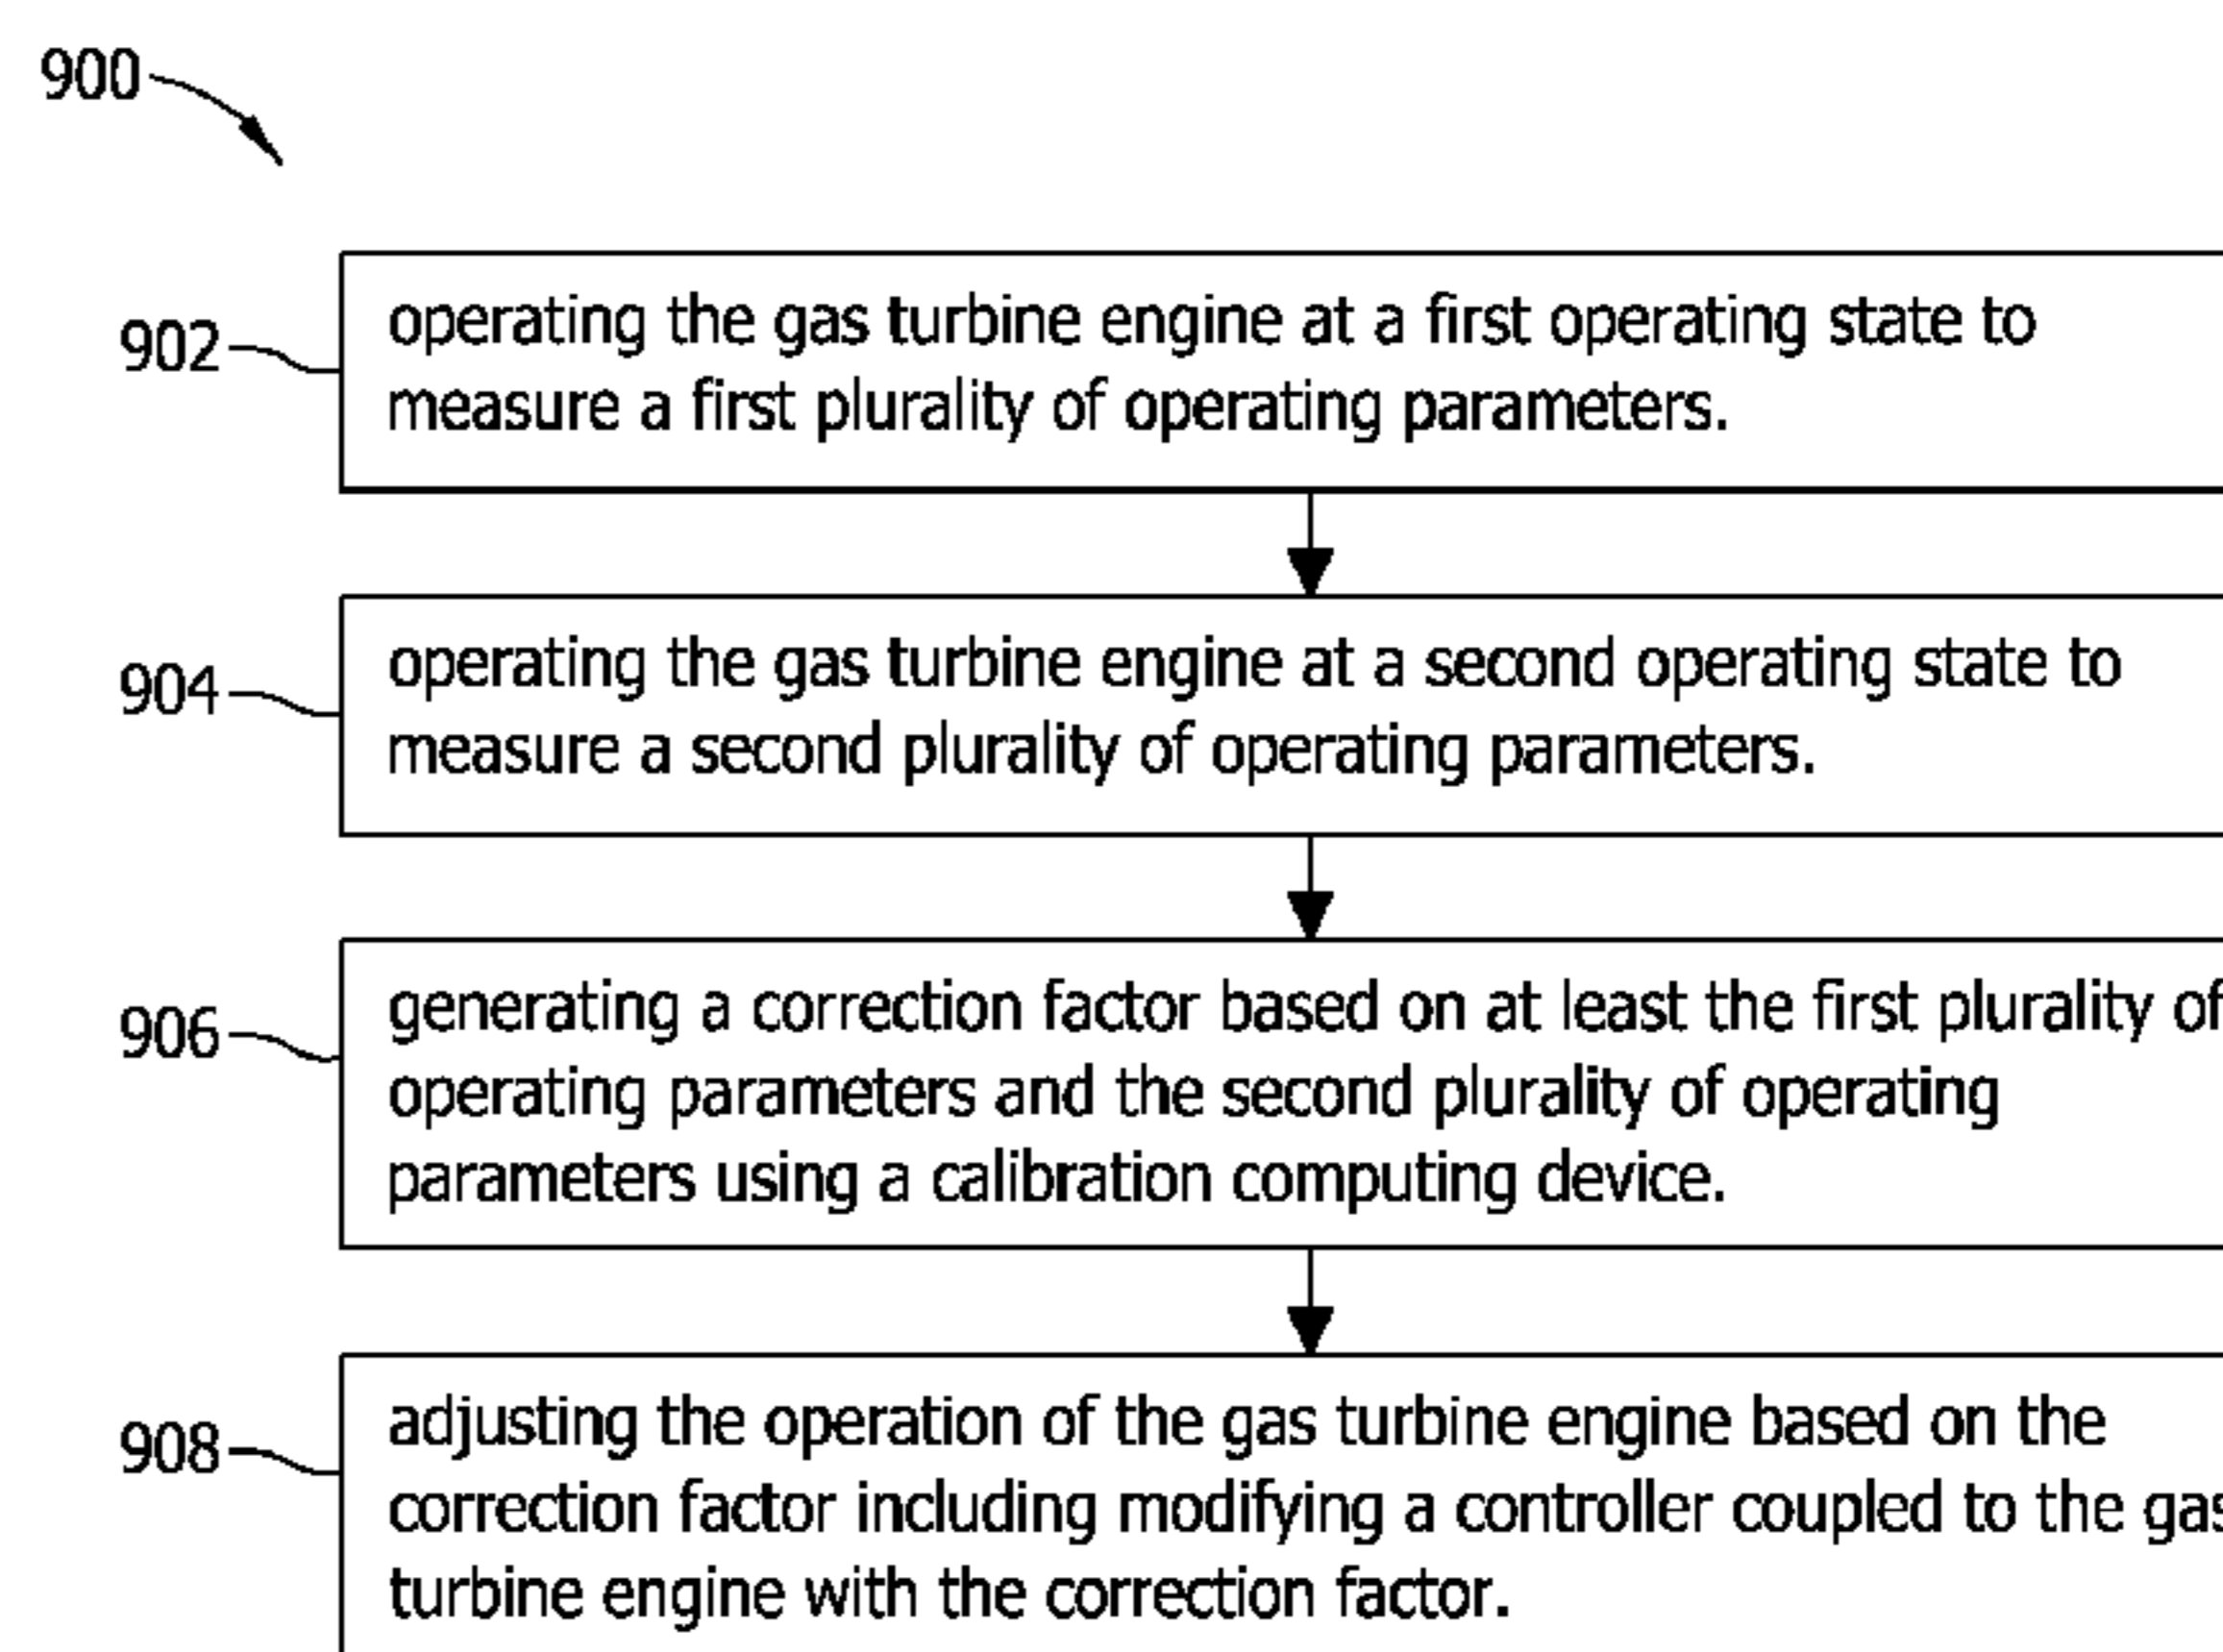 900
902
operating the gas turbine engine at a first operating state to
measure a first plurality of operating parameters.
904
operating the gas turbine engine at a second operating state to
measure a second plurality of operating parameters.
906
generating a correction factor based on at least the first plurality of
operating parameters and the second plurality of operating
parameters using a calibration computing device.
908
adjusting the operation of the gas turbine engine based on the
correction factor including modifying a controller coupled to the gas
turbine engine with the correction factor.